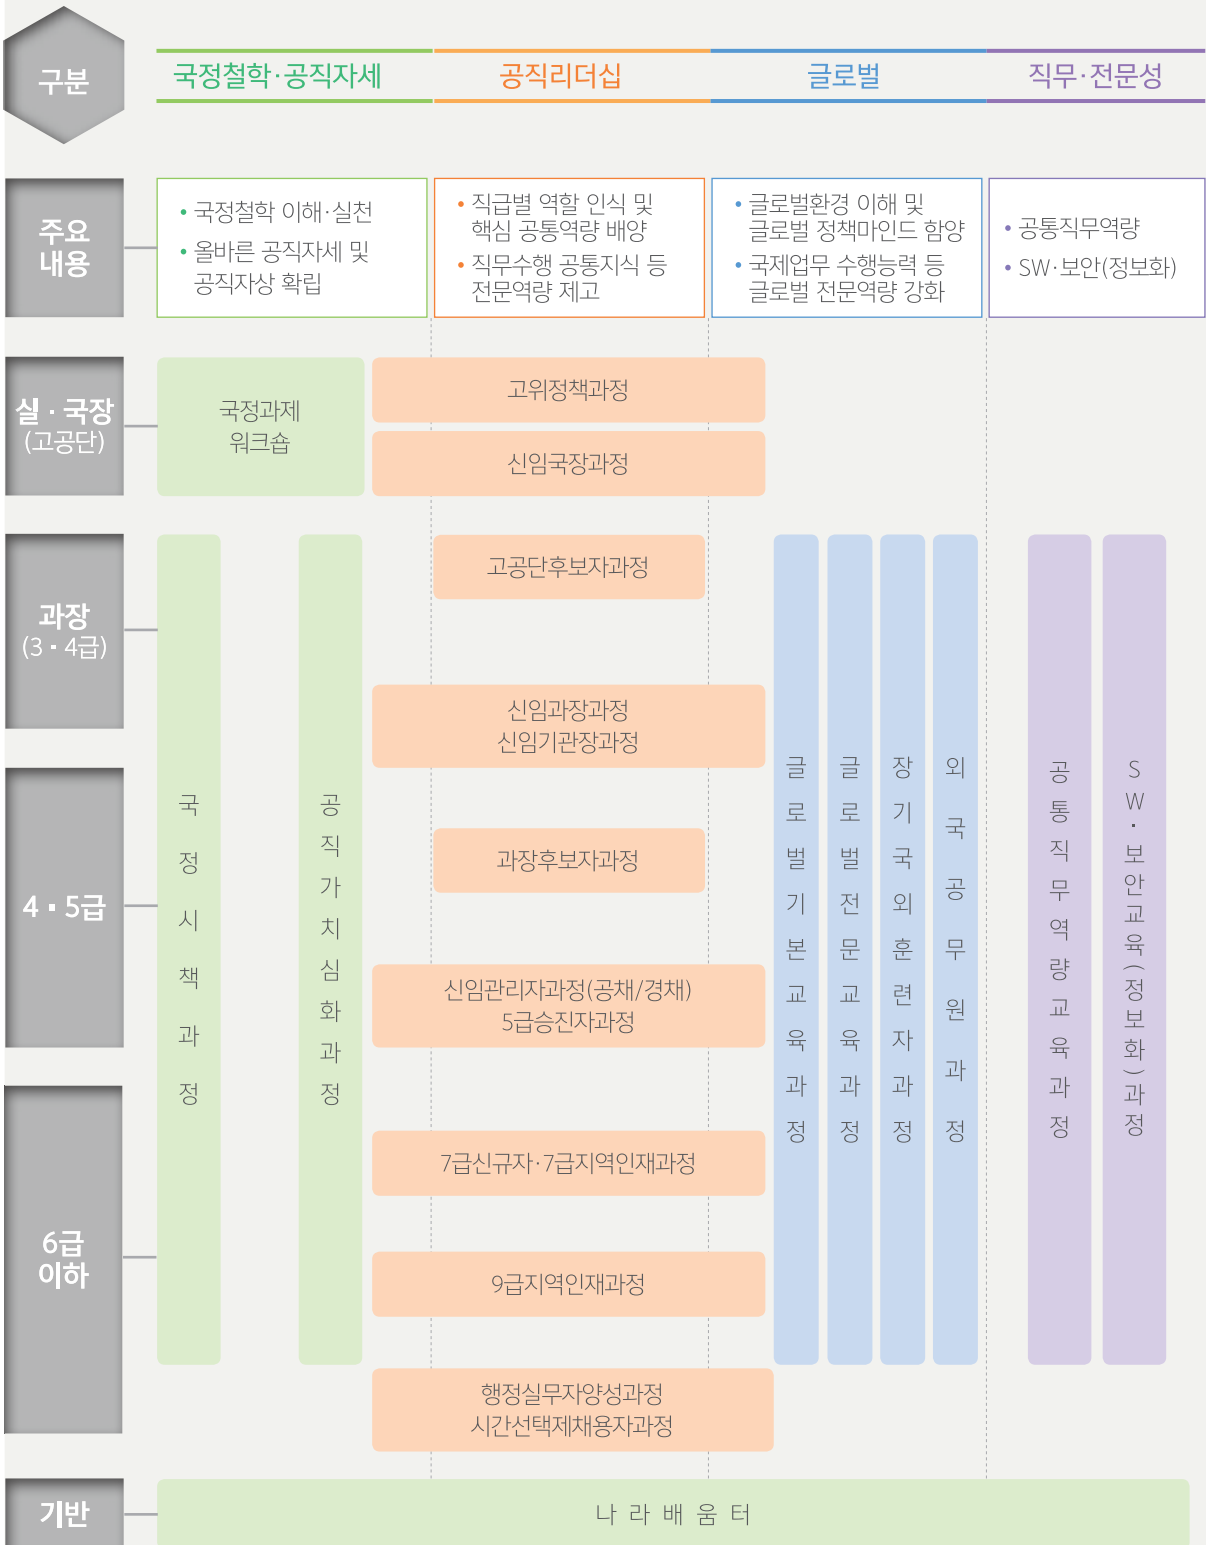 구분
국정철학·공직자세
공직리더십
글로벌
직무·전문성
주요
내용
• 국정철학 이해·실천
• 올바른 공직자세 및
공직자상 확립
• 직급별 역할 인식 및
핵심 공통역량 배양
• 직무수행 공통지식 등
전문역량 제고
• 글로벌환경 이해 및
글로벌 정책마인드 함양
• 국제업무 수행능력 등
글로벌 전문역량 강화
• 공통직무역량
• SW·보안(정보화)
실·국장
(고공단)
국정과제
워크숍
고위정책과정
신임국장과정
과장
(3·4급)
4·5급
6급
이하
국정시책과정
공직가치심화과정
고공단후보자과정
신임과장과정
신임기관장과정
과장후보자과정
신임관리자과정(공채/경채)
5급승진자과정
7급신규자·7급지역인재과정
9급지역인재과정
행정실무자양성과정
시간선택제채용자과정
글로벌기본교육과정
글로벌전문교육과정
장기국외훈련자과정
외국공무원과정
공통직무역량교육과정
SW·보안교육(정보화)과정
기반
나라배움터